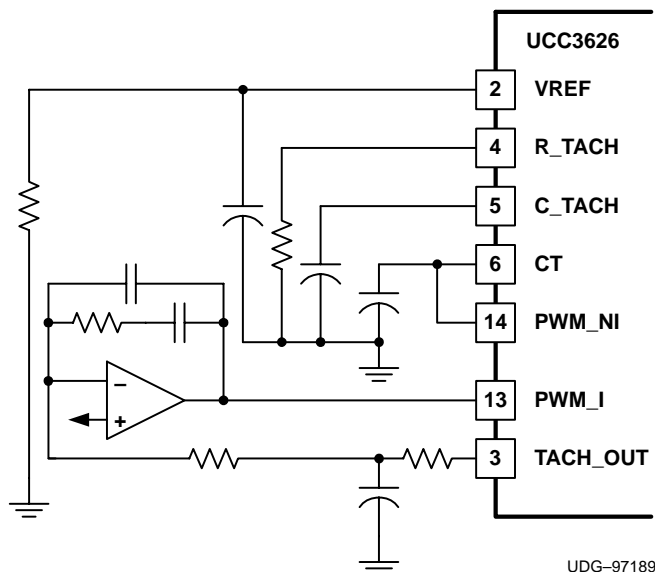 UCC3626
2 VREF
4 R_TACH
5 C_TACH
6 CT
14 PWM_NI
–
+
13 PWM_I
3 TACH_OUT
UDG–97189